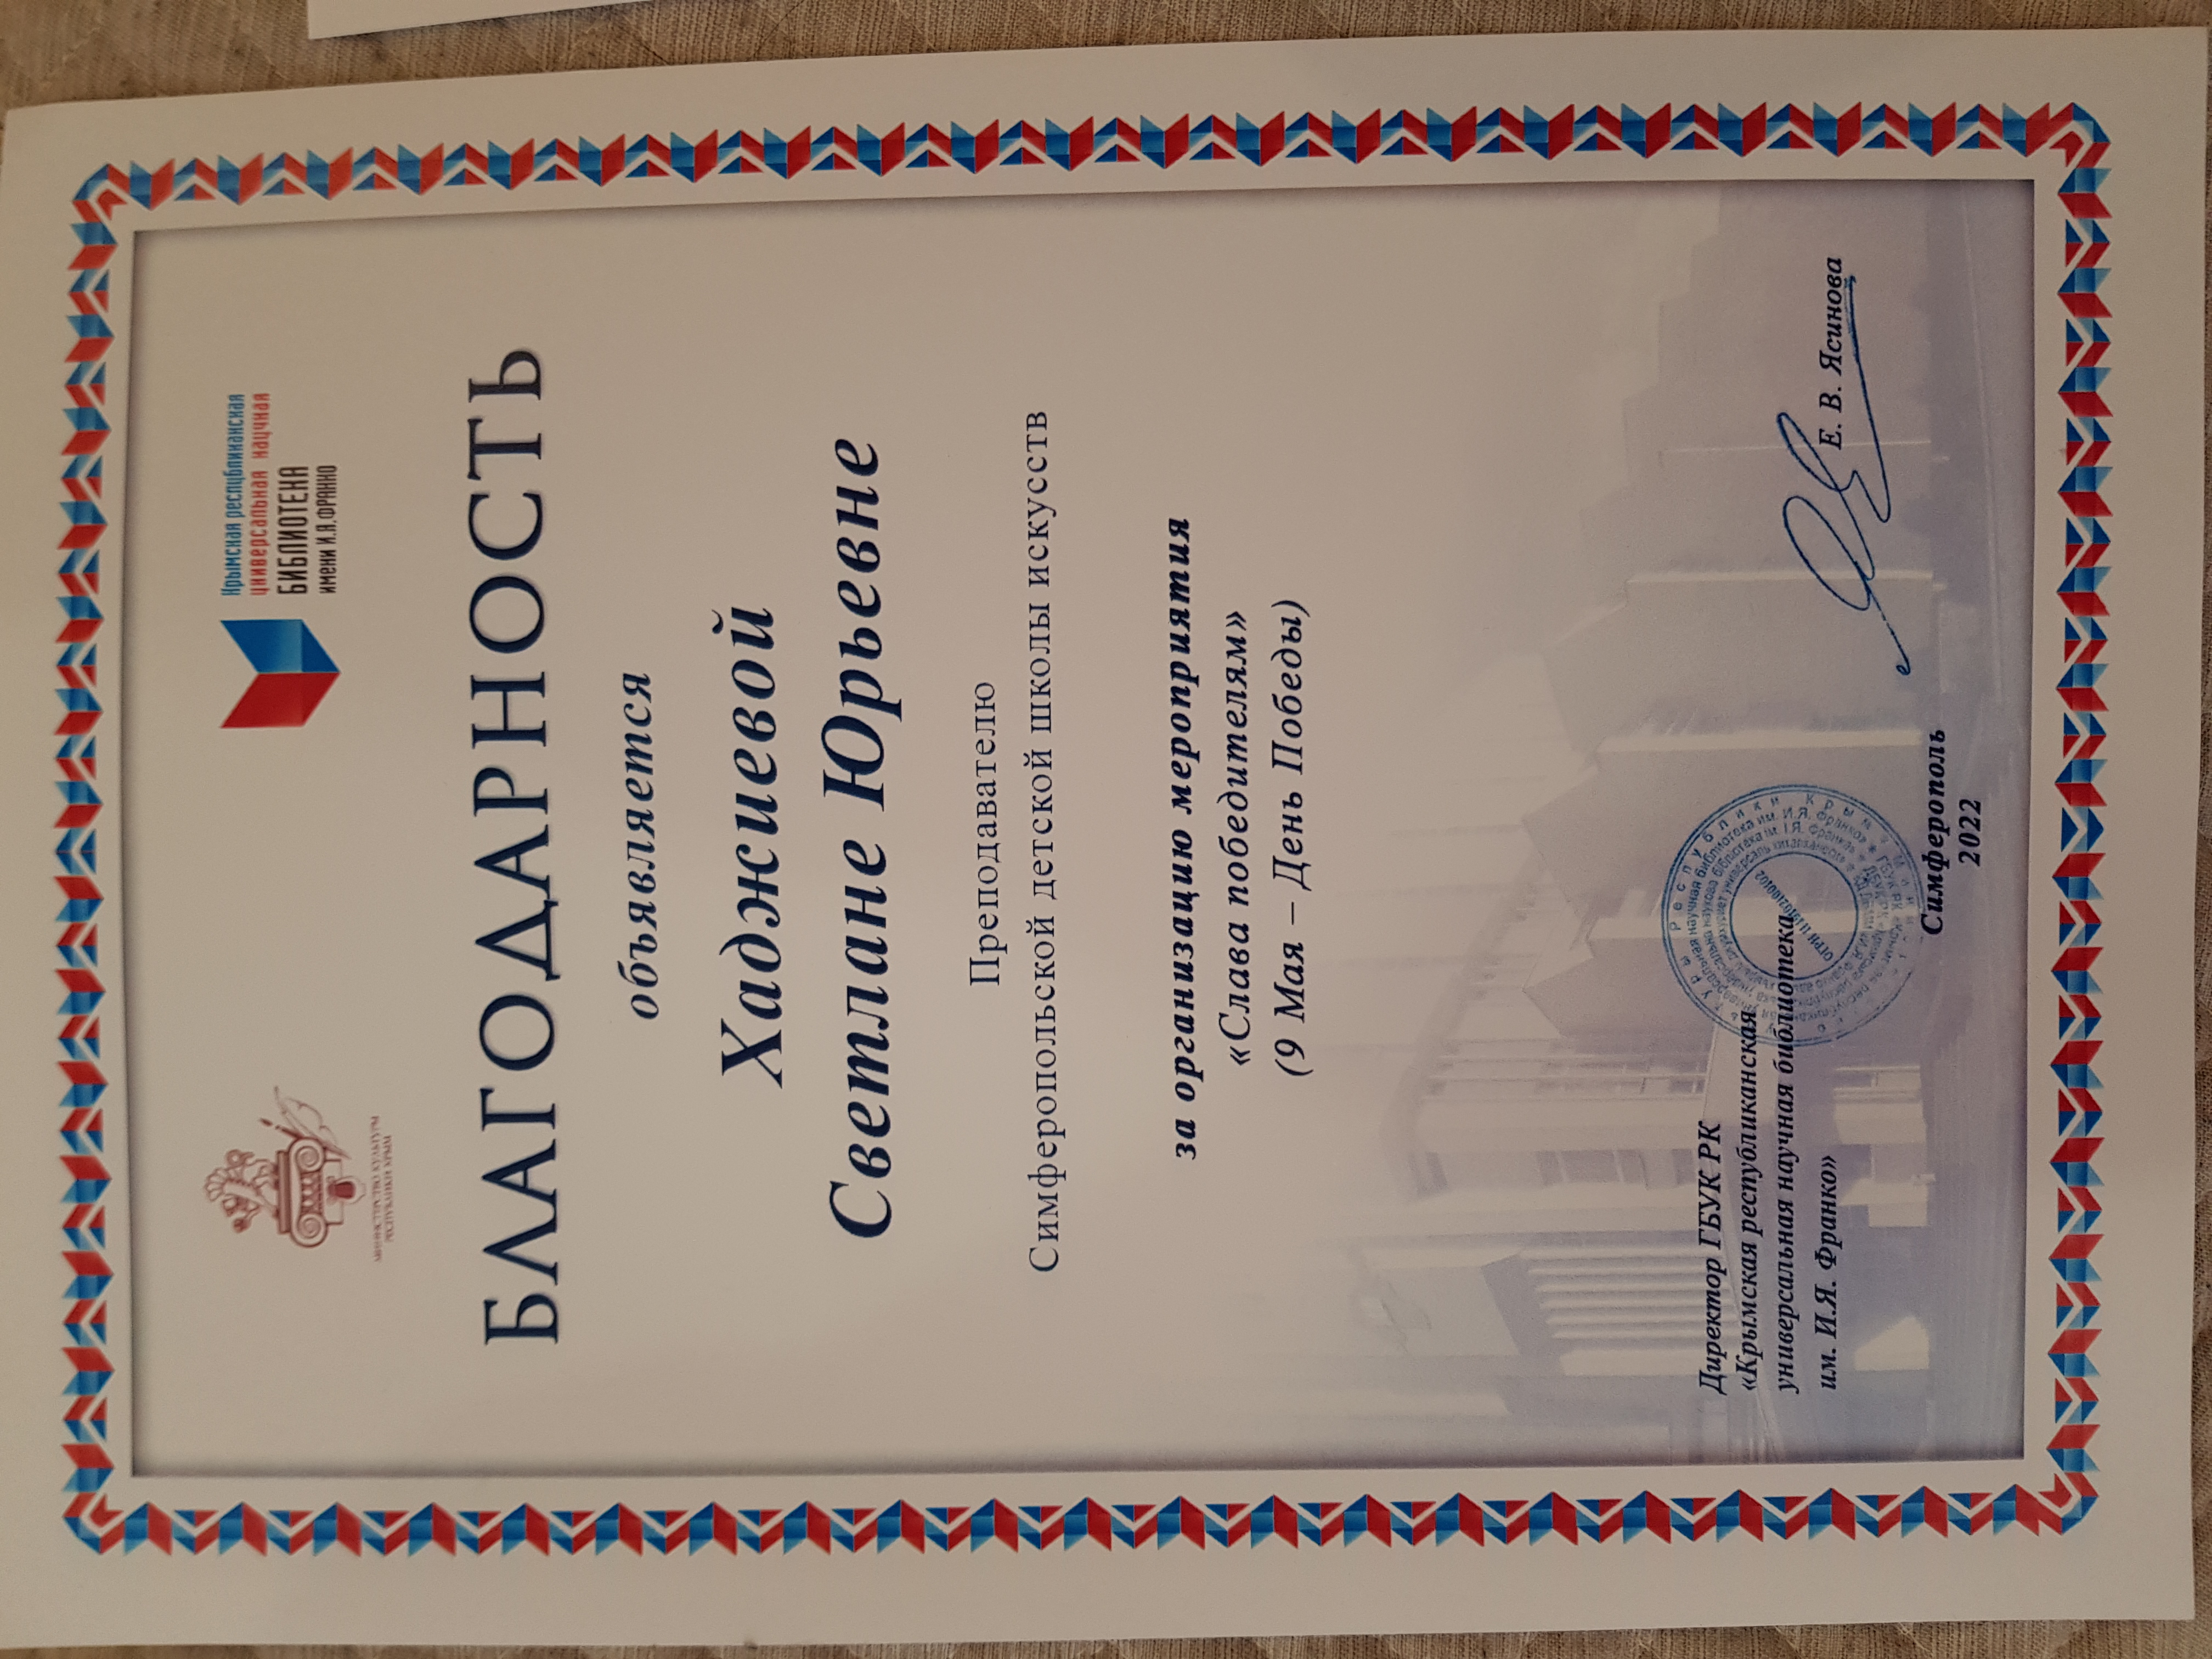 МИНИСТЕРСТВО КУЛЬТУРЫ
РЕСПУБЛИКИ КРЫМ
Крымская республиканская
универсальная научная
БИБЛИОТЕКА
имени И.Я.ФРАНКО
БЛАГОДАРНОСТЬ
объявляется
Хаджиевой
Светлане Юрьевне
Преподавателю
Симферопольской детской школы искусств
за организацию мероприятия
«Слава победителям»
(9 Мая – День Победы)
Директор ГБУК РК
«Крымская республиканская
универсальная научная библиотека
им. И.Я. Франко»
Е. В. Ясинова
Симферополь
2022